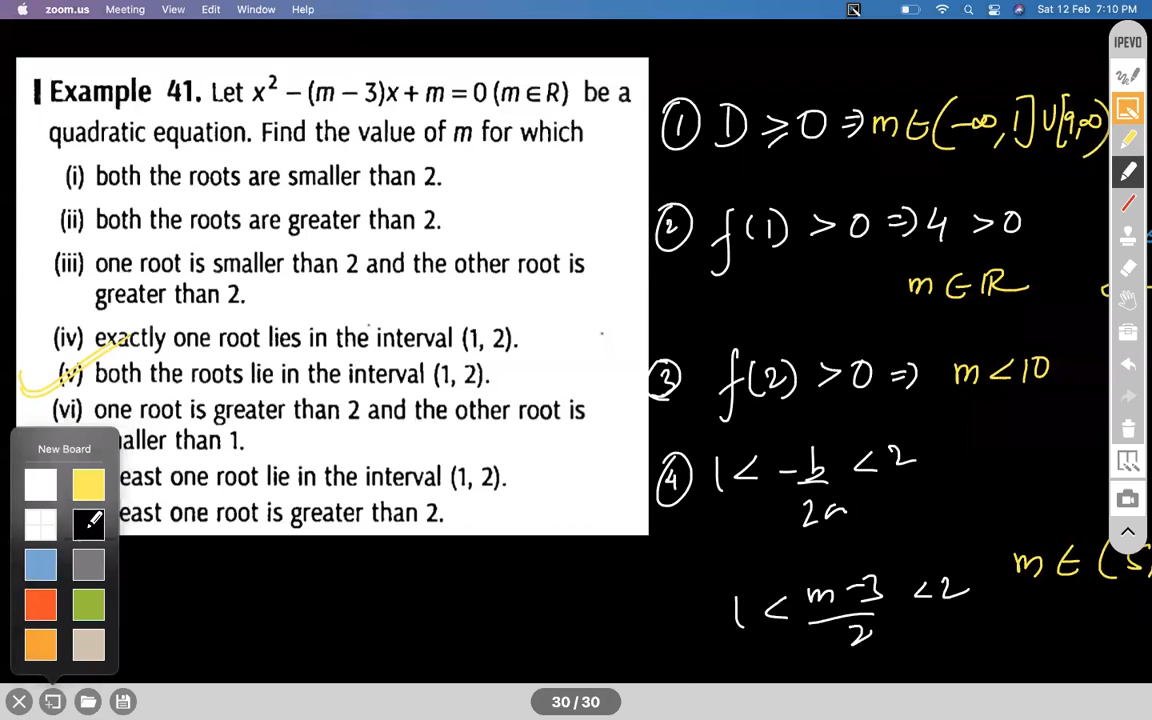 zoom.us Meeting View Edit Window Help Sat 12 Feb 7:10 PM
IPEVO
Example 41. Let x² − (m − 3)x + m = 0 (m ∈ R) be a
quadratic equation. Find the value of m for which
(i) both the roots are smaller than 2.
(ii) both the roots are greater than 2.
(iii) one root is smaller than 2 and the other root is
greater than 2.
(iv) exactly one root lies in the interval (1, 2).
(v) both the roots lie in the interval (1, 2).
(vi) one root is greater than 2 and the other root is
aller than 1.
east one root lie in the interval (1, 2).
east one root is greater than 2.
New Board
① D ⩾ 0 ⇒ m ∈ (−∞, 1] ∪ [9, ∞)
② f(1) > 0 ⇒ 4 > 0
m ∈ R
③ f(2) > 0 ⇒ m < 10
④ 1 < −b/2a < 2
m ∈ (5,
1 < m−3/2 < 2
30 / 30